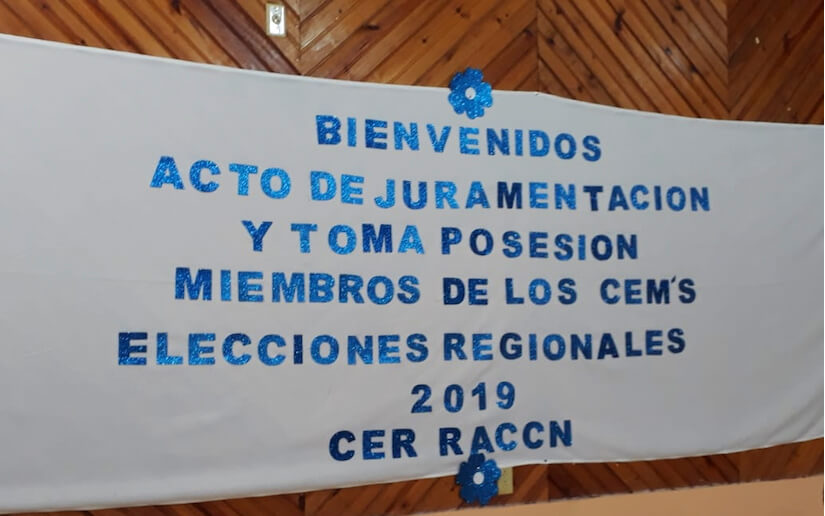 BIENVENIDOS
ACTO DE JURAMENTACION
Y TOMA POSESION
MIEMBROS DE LOS CEM'S
ELECCIONES REGIONALES
2019
CER RACCN